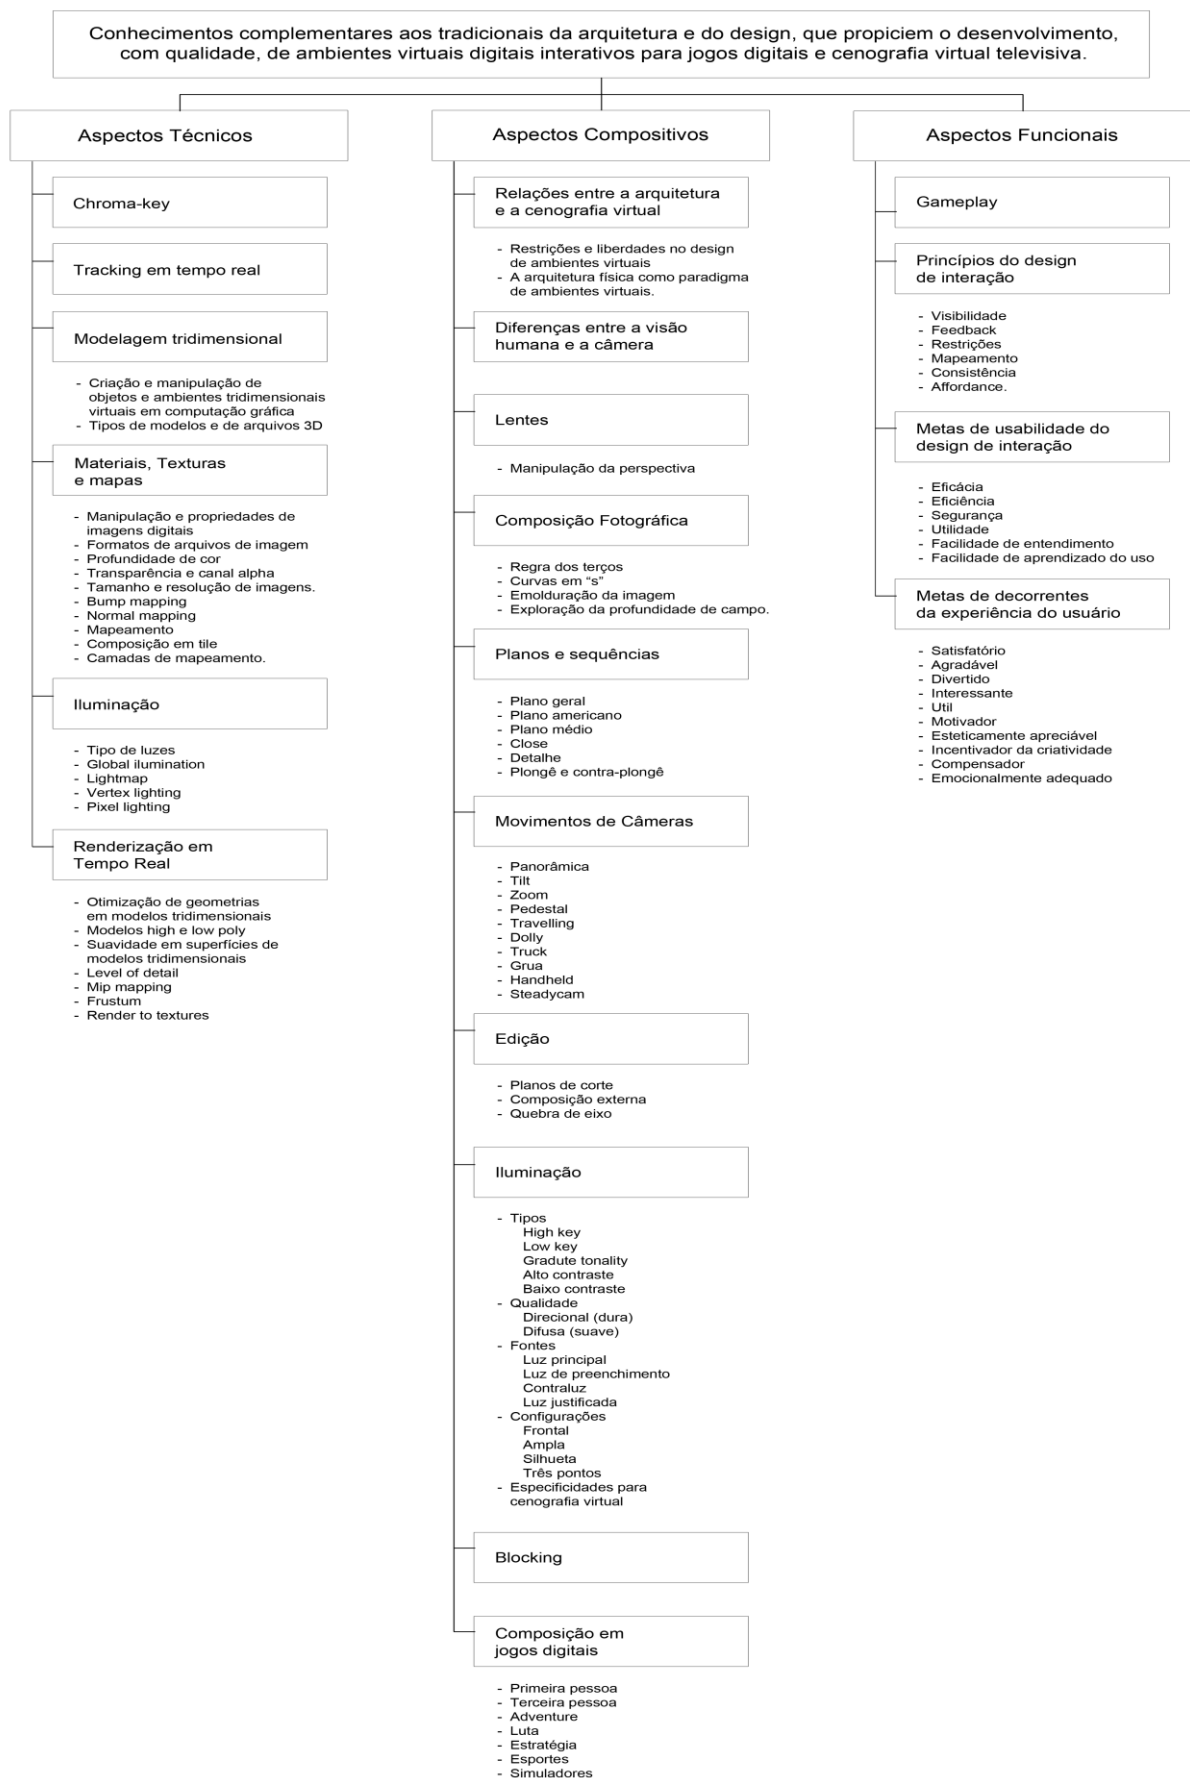 Conhecimentos complementares aos tradicionais da arquitetura e do design, que propiciem o desenvolvimento,
com qualidade, de ambientes virtuais digitais interativos para jogos digitais e cenografia virtual televisiva.
Aspectos Técnicos
Chroma-key
Tracking em tempo real
Modelagem tridimensional
- Criação e manipulação de
objetos e ambientes tridimensionais
virtuais em computação gráfica
- Tipos de modelos e de arquivos 3D
Materiais, Texturas
e mapas
- Manipulação e propriedades de
imagens digitais
- Formatos de arquivos de imagem
- Profundidade de cor
- Transparência e canal alpha
- Tamanho e resolução de imagens.
- Bump mapping
- Normal mapping
- Mapeamento
- Composição em tile
- Camadas de mapeamento.
Iluminação
- Tipo de luzes
- Global ilumination
- Lightmap
- Vertex lighting
- Pixel lighting
Renderização em
Tempo Real
- Otimização de geometrias
em modelos tridimensionais
- Modelos high e low poly
- Suavidade em superfícies de
modelos tridimensionais
- Level of detail
- Mip mapping
- Frustum
- Render to textures
Aspectos Compositivos
Relações entre a arquitetura
e a cenografia virtual
- Restrições e liberdades no design
de ambientes virtuais
- A arquitetura física como paradigma
de ambientes virtuais.
Diferenças entre a visão
humana e a câmera
Lentes
- Manipulação da perspectiva
Composição Fotográfica
- Regra dos terços
- Curvas em “s”
- Emolduração da imagem
- Exploração da profundidade de campo.
Planos e sequências
- Plano geral
- Plano americano
- Plano médio
- Close
- Detalhe
- Plongê e contra-plongê
Movimentos de Câmeras
- Panorâmica
- Tilt
- Zoom
- Pedestal
- Travelling
- Dolly
- Truck
- Grua
- Handheld
- Steadycam
Edição
- Planos de corte
- Composição externa
- Quebra de eixo
Iluminação
- Tipos
High key
Low key
Gradute tonality
Alto contraste
Baixo contraste
- Qualidade
Direcional (dura)
Difusa (suave)
- Fontes
Luz principal
Luz de preenchimento
Contraluz
Luz justificada
- Configurações
Frontal
Ampla
Silhueta
Três pontos
- Especificidades para
cenografia virtual
Blocking
Composição em
jogos digitais
- Primeira pessoa
- Terceira pessoa
- Adventure
- Luta
- Estratégia
- Esportes
- Simuladores
Aspectos Funcionais
Gameplay
Princípios do design
de interação
- Visibilidade
- Feedback
- Restrições
- Mapeamento
- Consistência
- Affordance.
Metas de usabilidade do
design de interação
- Eficácia
- Eficiência
- Segurança
- Utilidade
- Facilidade de entendimento
- Facilidade de aprendizado do uso
Metas de decorrentes
da experiência do usuário
- Satisfatório
- Agradável
- Divertido
- Interessante
- Util
- Motivador
- Esteticamente apreciável
- Incentivador da criatividade
- Compensador
- Emocionalmente adequado